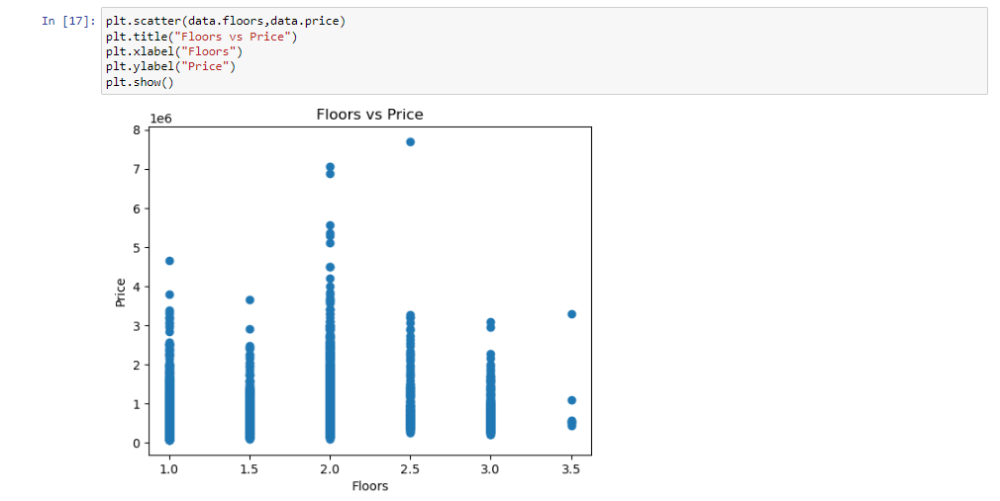 In [17]: plt.scatter(data.floors,data.price)
plt.title("Floors vs Price")
plt.xlabel("Floors")
plt.ylabel("Price")
plt.show()
Floors vs Price
1e6
8
7
6
5
4
3
2
1
0
Price
1.0 1.5 2.0 2.5 3.0 3.5
Floors